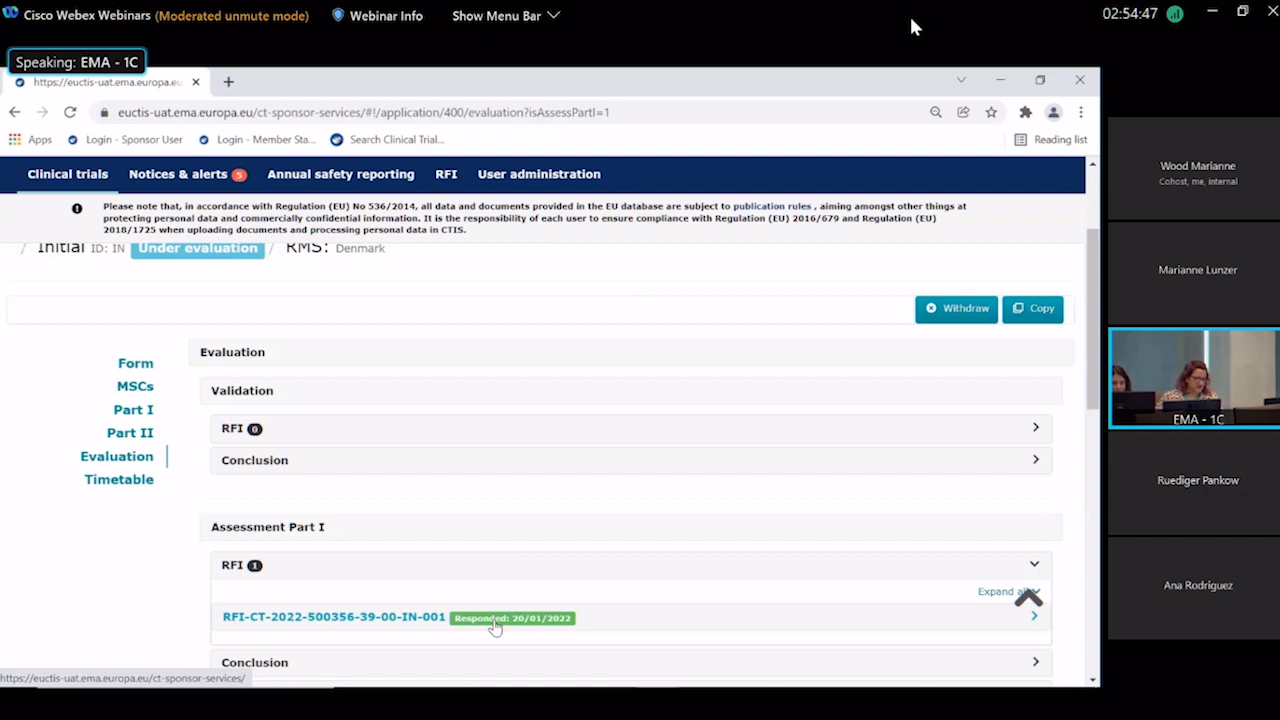 Cisco Webex Webinars (Moderated unmute mode) Webinar Info Show Menu Bar 02:54:47
Speaking: EMA - 1C
https://euctis-uat.ema.europa.eu
euctis-uat.ema.europa.eu/ct-sponsor-services/#!/application/400/evaluation?isAssessPartI=1
Apps Login - Sponsor User Login - Member Sta... Search Clinical Trial... Reading list
Clinical trials Notices & alerts 5 Annual safety reporting RFI User administration
Please note that, in accordance with Regulation (EU) No 536/2014, all data and documents provided in the EU database are subject to publication rules , aiming amongst other things at
protecting personal data and commercially confidential information. It is the responsibility of each user to ensure compliance with Regulation (EU) 2016/679 and Regulation (EU)
2018/1725 when uploading documents and processing personal data in CTIS.
/ Initial ID: IN Under evaluation / RMS: Denmark
Withdraw Copy
Form
MSCs
Part I
Part II
Evaluation
Timetable
Evaluation
Validation
RFI 0
Conclusion
Assessment Part I
RFI 1
Expand all
RFI-CT-2022-500356-39-00-IN-001 Responded: 20/01/2022
Conclusion
https://euctis-uat.ema.europa.eu/ct-sponsor-services/
Wood Marianne
Cohost, me, internal
Marianne Lunzer
EMA - 1C
Ruediger Pankow
Ana Rodriguez